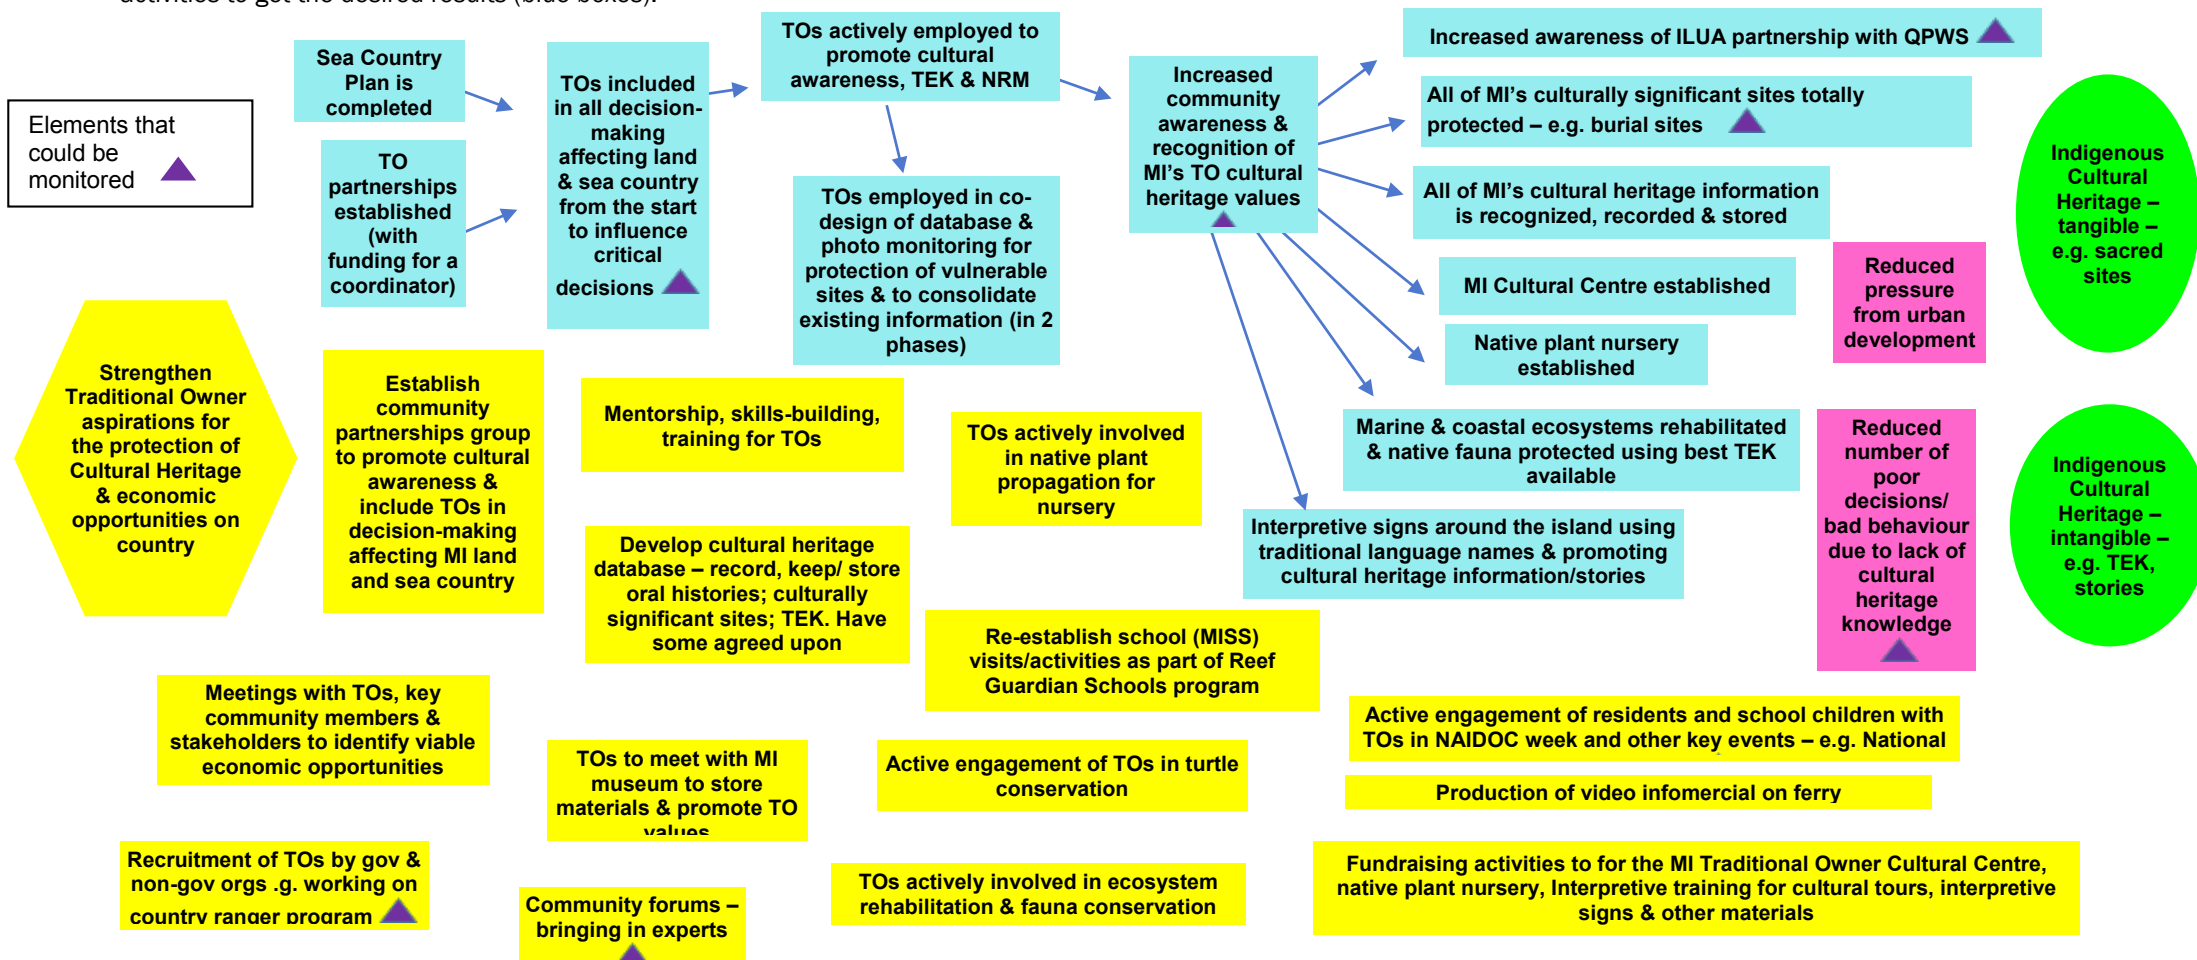 activities to get the desired results (blue boxes).
Elements that
could be
monitored
Sea Country
Plan is
completed
TO
partnerships
established
(with
funding for a
coordinator)
TOs included
in all decision-
making
affecting land
& sea country
from the start
to influence
critical
decisions
TOs actively employed to
promote cultural
awareness, TEK & NRM
TOs employed in co-
design of database &
photo monitoring for
protection of vulnerable
sites & to consolidate
existing information (in 2
phases)
Increased
community
awareness &
recognition of
MI's TO cultural
heritage values
Increased awareness of ILUA partnership with QPWS
All of MI's culturally significant sites totally
protected – e.g. burial sites
All of MI's cultural heritage information
is recognized, recorded & stored
MI Cultural Centre established
Native plant nursery
established
Marine & coastal ecosystems rehabilitated
& native fauna protected using best TEK
available
Interpretive signs around the island using
traditional language names & promoting
cultural heritage information/stories
Reduced
pressure
from urban
development
Reduced
number of
poor
decisions/
bad behaviour
due to lack of
cultural
heritage
knowledge
Indigenous
Cultural
Heritage –
tangible –
e.g. sacred
sites
Indigenous
Cultural
Heritage –
intangible –
e.g. TEK,
stories
Strengthen
Traditional Owner
aspirations for
the protection of
Cultural Heritage
& economic
opportunities on
country
Establish
community
partnerships group
to promote cultural
awareness &
include TOs in
decision-making
affecting MI land
and sea country
Mentorship, skills-building,
training for TOs
TOs actively involved
in native plant
propagation for
nursery
Develop cultural heritage
database – record, keep/ store
oral histories; culturally
significant sites; TEK. Have
some agreed upon
Re-establish school (MISS)
visits/activities as part of Reef
Guardian Schools program
Meetings with TOs, key
community members &
stakeholders to identify viable
economic opportunities
TOs to meet with MI
museum to store
materials & promote TO
values
Active engagement of TOs in turtle
conservation
Active engagement of residents and school children with
TOs in NAIDOC week and other key events – e.g. National
Production of video infomercial on ferry
Recruitment of TOs by gov &
non-gov orgs .g. working on
country ranger program
Community forums –
bringing in experts
TOs actively involved in ecosystem
rehabilitation & fauna conservation
Fundraising activities to for the MI Traditional Owner Cultural Centre,
native plant nursery, Interpretive training for cultural tours, interpretive
signs & other materials